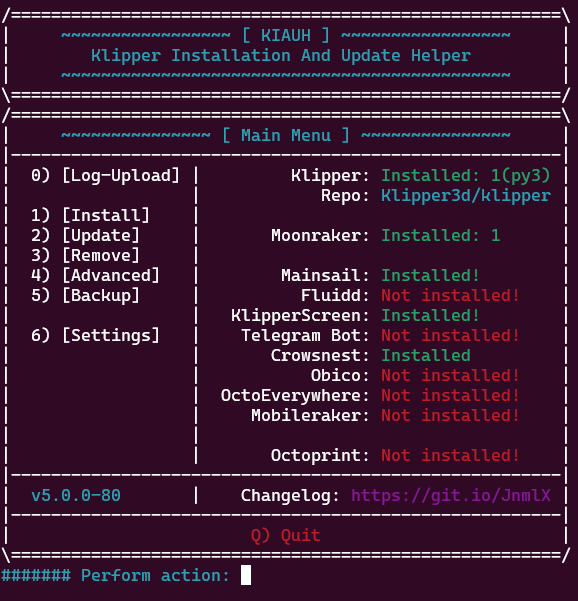 /=======================================================\
|     ~~~~~~~~~~~~~~~~~ [ KIAUH ] ~~~~~~~~~~~~~~~~~     |
|        Klipper Installation And Update Helper         |
|     ~~~~~~~~~~~~~~~~~~~~~~~~~~~~~~~~~~~~~~~~~~~~~     |
\=======================================================/
/=======================================================\
|     ~~~~~~~~~~~~~~~ [ Main Menu ] ~~~~~~~~~~~~~~~     |
|-------------------------------------------------------|
|  0) [Log-Upload] |         Klipper: Installed: 1(py3) |
|                  |            Repo: Klipper3d/klipper |
|  1) [Install]    |                                    |
|  2) [Update]     |       Moonraker: Installed: 1      |
|  3) [Remove]     |                                    |
|  4) [Advanced]   |        Mainsail: Installed!        |
|  5) [Backup]     |          Fluidd: Not installed!    |
|                  |   KlipperScreen: Installed!        |
|  6) [Settings]   |    Telegram Bot: Not installed!    |
|                  |       Crowsnest: Installed         |
|                  |           Obico: Not installed!    |
|                  |  OctoEverywhere: Not installed!    |
|                  |     Mobileraker: Not installed!    |
|                  |                                    |
|                  |       Octoprint: Not installed!    |
|-------------------------------------------------------|
|  v5.0.0-80       |    Changelog: https://git.io/JnmlX |
|-------------------------------------------------------|
|                        Q) Quit                        |
\=======================================================/
####### Perform action: